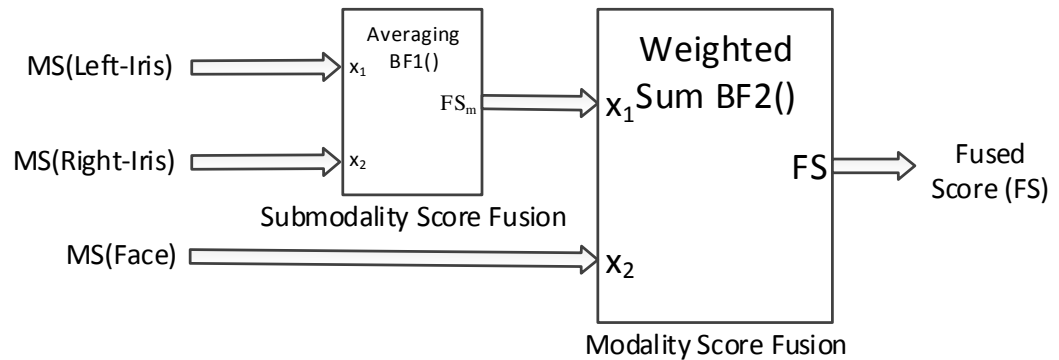 Averaging
BF1()
MS(Left-Iris)
x1
FSm
MS(Right-Iris)
x2
Submodality Score Fusion
MS(Face)
Weighted
Sum BF2()
x1
FS
x2
Modality Score Fusion
Fused
Score (FS)